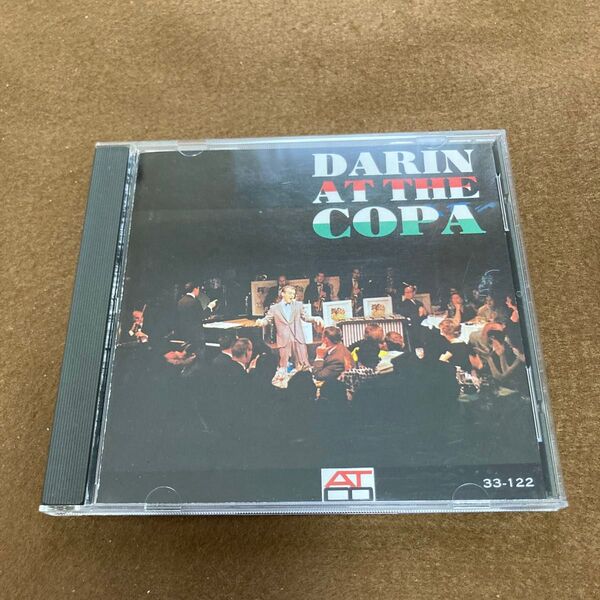 DARIN
AT THE
COPA
AT
33-122